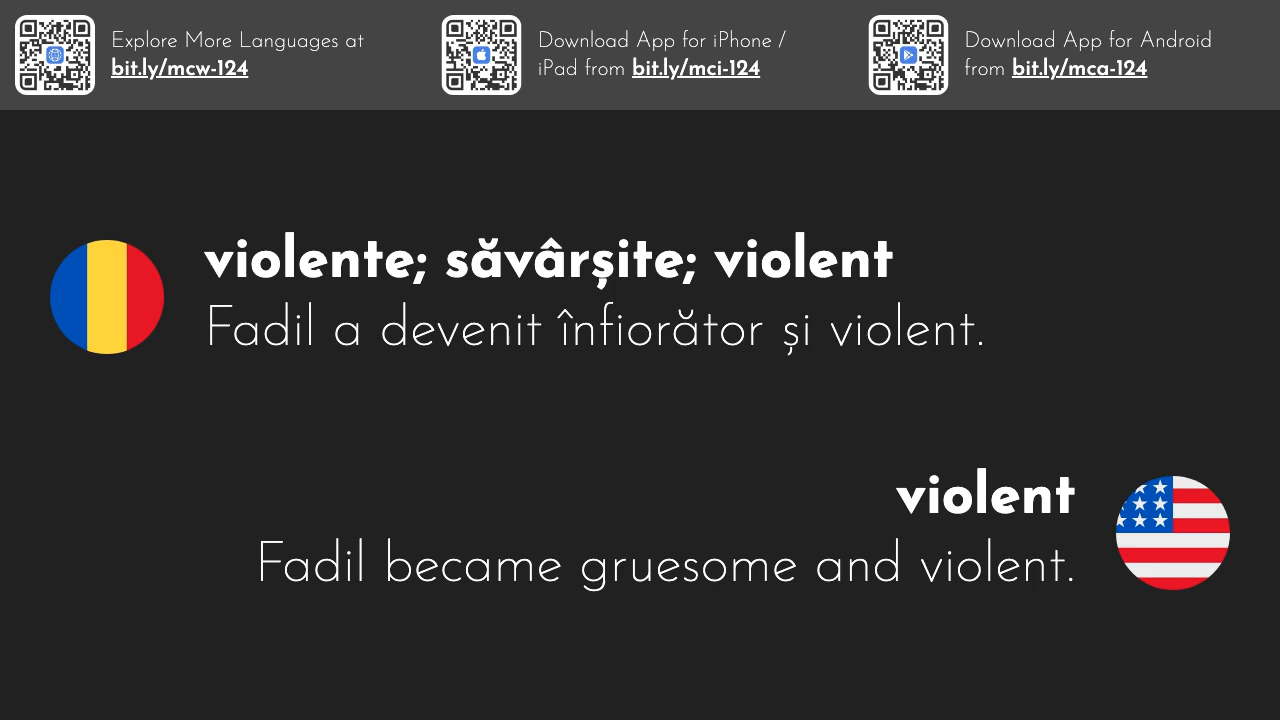 Explore More Languages at
bit.ly/mcw-124
Download App for iPhone /
iPad from bit.ly/mci-124
Download App for Android
from bit.ly/mca-124
violente; săvârșite; violent
Fadil a devenit înfiorător și violent.
violent
Fadil became gruesome and violent.